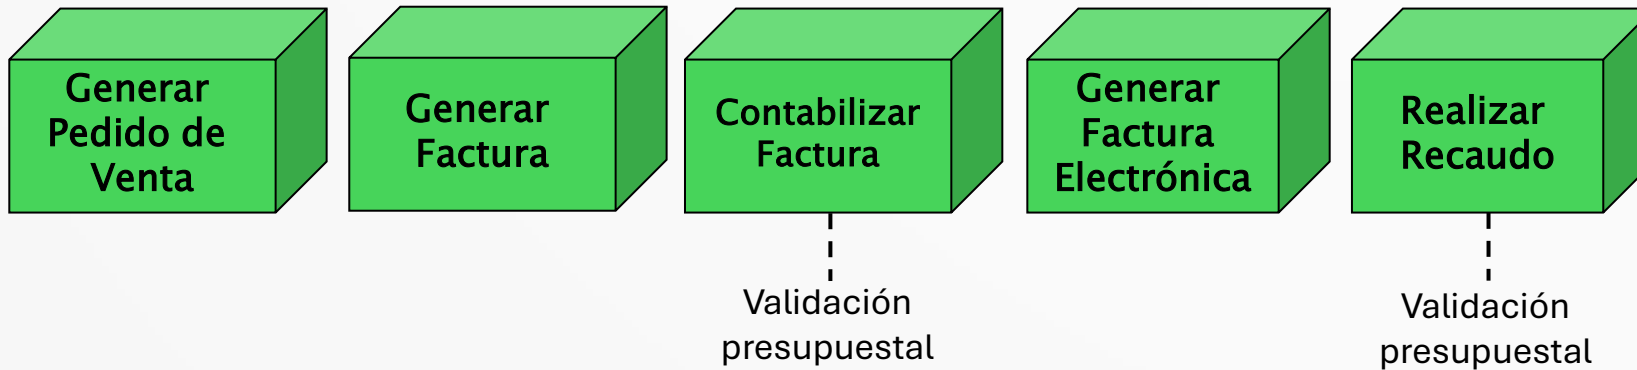 Generar
Pedido de
Venta
Generar
Factura
Contabilizar
Factura
Generar
Factura
Electrónica
Realizar
Recaudo
Validación
presupuestal
Validación
presupuestal